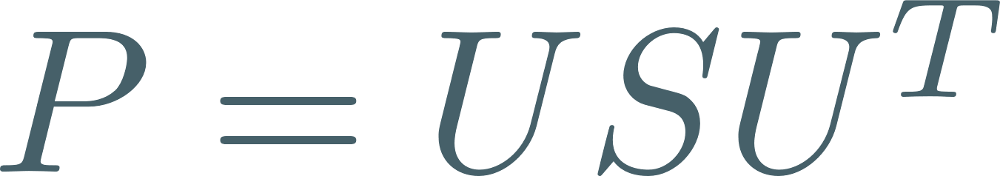 P = USU^T